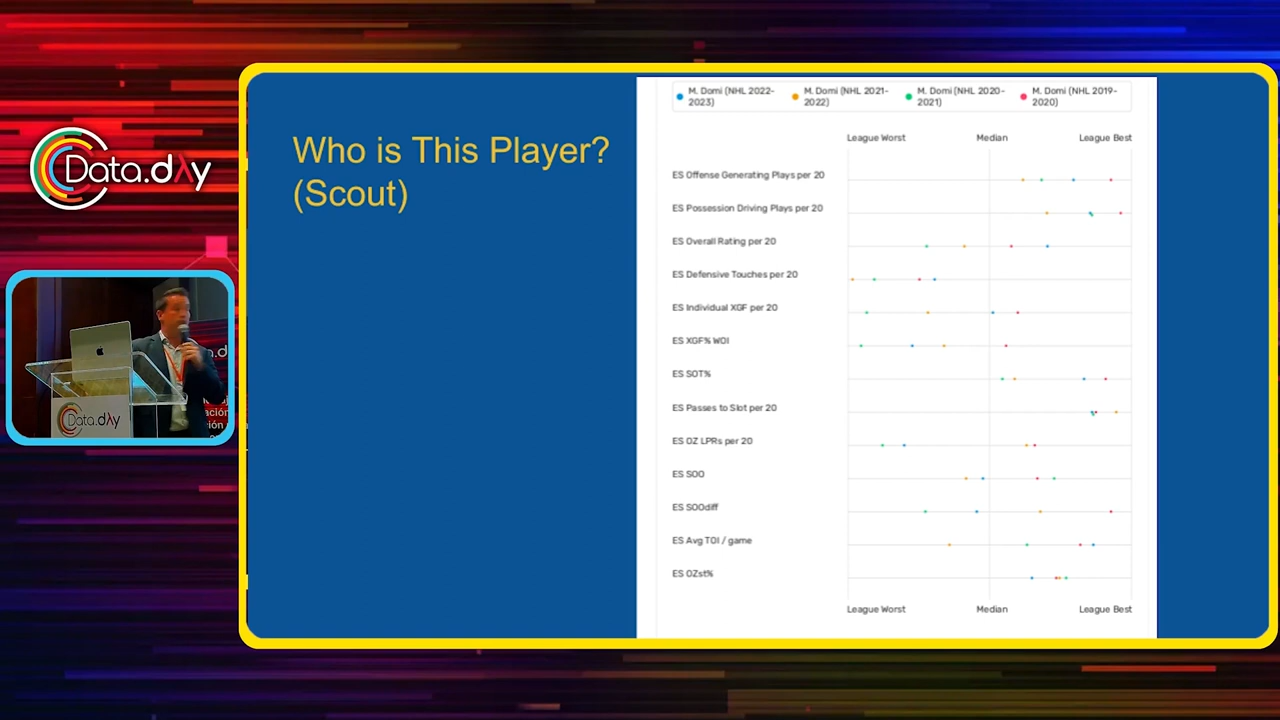 Data.dAy
Who is This Player?
(Scout)
M. Domi (NHL 2022-
2023)
M. Domi (NHL 2021-
2022)
M. Domi (NHL 2020-
2021)
M. Domi (NHL 2019-
2020)
League Worst
Median
League Best
ES Offense Generating Plays per 20
ES Possession Driving Plays per 20
ES Overall Rating per 20
ES Defensive Touches per 20
ES Individual XGF per 20
ES XGF% WOI
ES SOT%
ES Passes to Slot per 20
ES OZ LPRs per 20
ES SOO
ES SOOdiff
ES Avg TOI / game
ES OZst%
League Worst
Median
League Best
Data.dAy